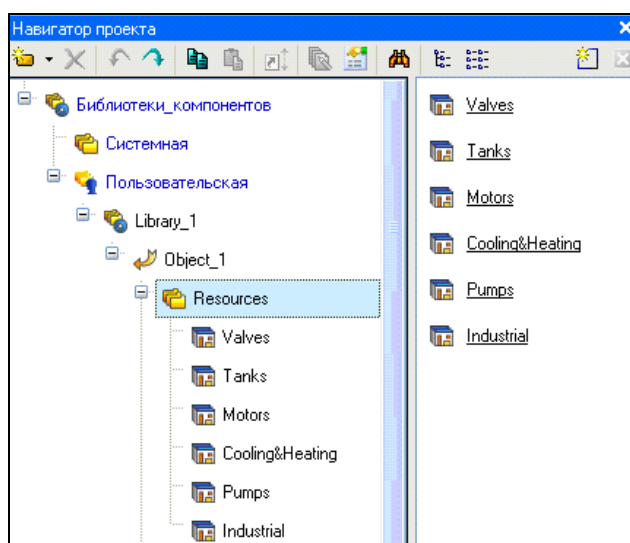 Навигатор проекта
Библиотеки_компонентов
Системная
Пользовательская
Library_1
Object_1
Resources
Valves
Tanks
Motors
Cooling&Heating
Pumps
Industrial
Valves
Tanks
Motors
Cooling&Heating
Pumps
Industrial